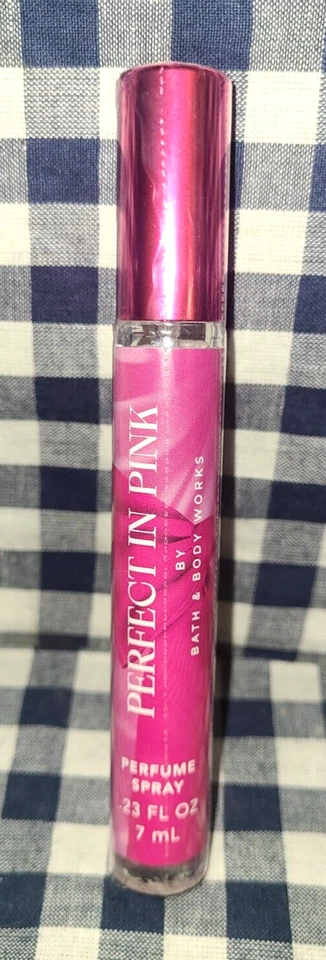 PERFECT IN PINK
BY
BATH & BODY WORKS
PERFUME
SPRAY
.23 FL OZ
7 mL